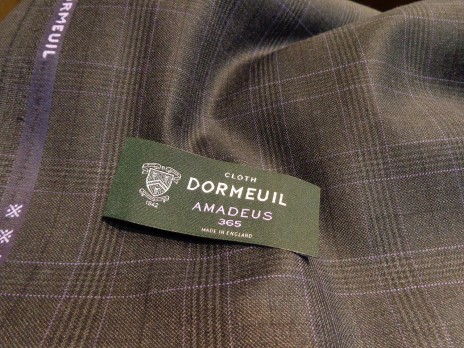 DORMEUIL
CLOTH
DORMEUIL
AMADEUS
365
MADE IN ENGLAND
1842